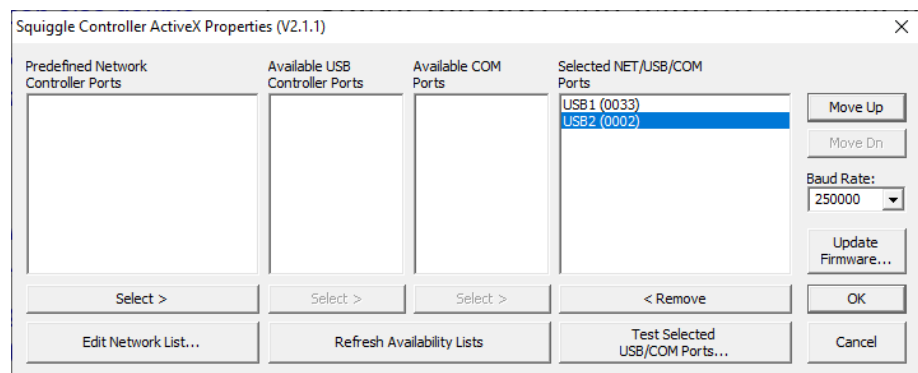 Squiggle Controller ActiveX Properties (V2.1.1)
Predefined Network
Controller Ports
Available USB
Controller Ports
Available COM
Ports
Selected NET/USB/COM
Ports
USB1 (0033)
USB2 (0002)
Move Up
Move Dn
Baud Rate:
250000
Update
Firmware...
Select >
Select >
Select >
< Remove
OK
Edit Network List...
Refresh Availability Lists
Test Selected
USB/COM Ports...
Cancel